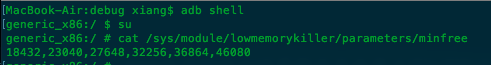 [MacBook-Air:debug xiang$ adb shell
[generic_x86:/ $ su
generic_x86:/ # cat /sys/module/lowmemorykiller/parameters/minfree
18432,23040,27648,32256,36864,46080